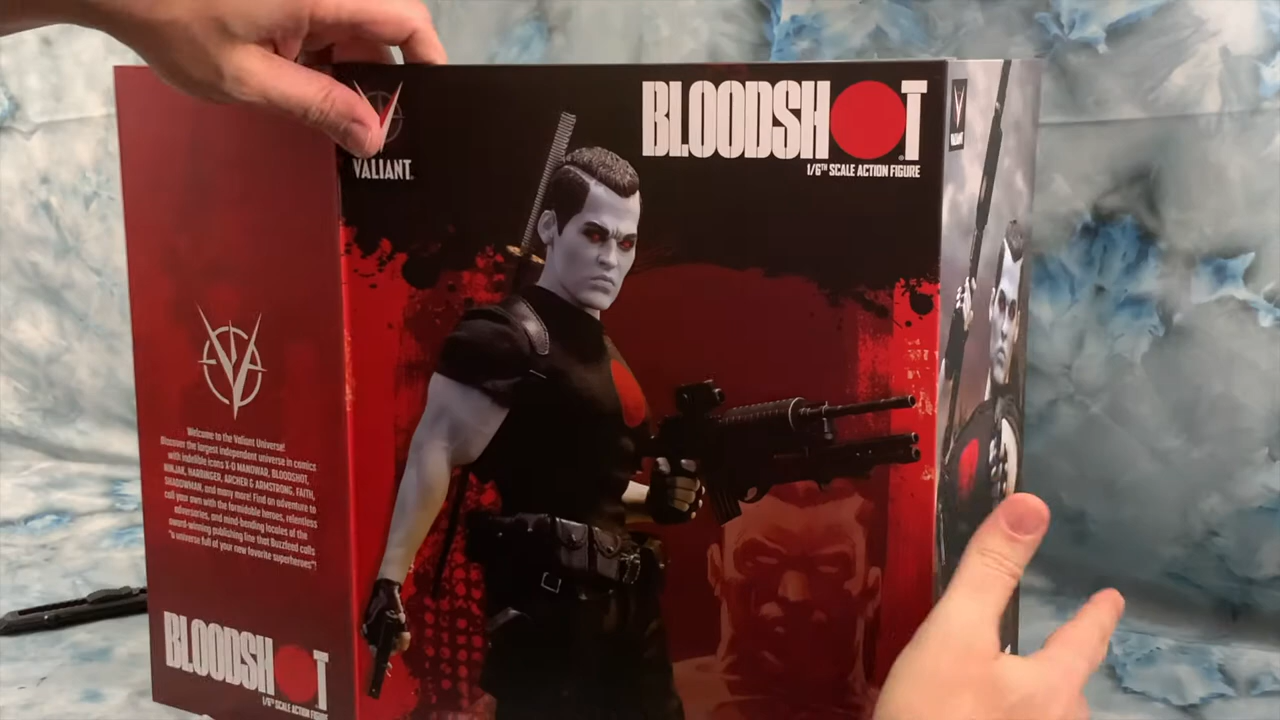 VALIANT
BLOODSHOT
1/6TH SCALE ACTION FIGURE
VALIANT
Welcome to the Valiant Universe!
Discover the largest independent universe in comics
with indelible icons X-O MANOWAR, BLOODSHOT,
NINJAK, HARBINGER, ARCHER & ARMSTRONG, FAITH,
SHADOWMAN, and many more! Find an adventure to
call your own with the formidable heroes, relentless
adversaries, and mind-bending locales of the
award-winning publishing line that Buzzfeed calls
"a universe full of your new favorite superheroes"!
BLOODSHOT
1/6TH SCALE ACTION FIGURE